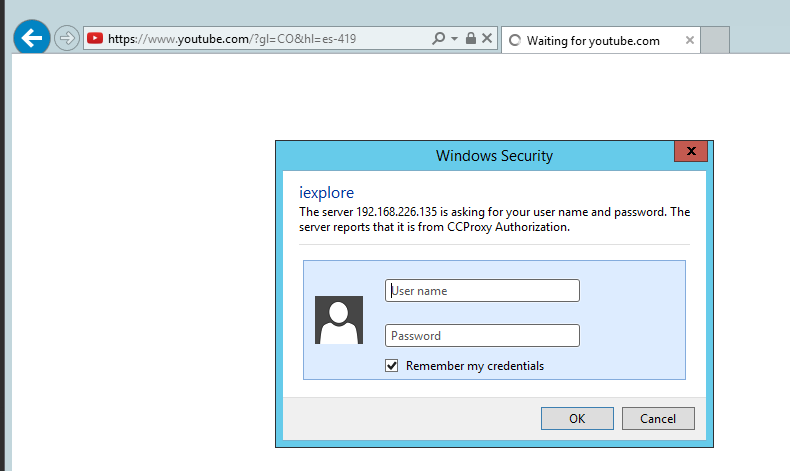 https://www.youtube.com/?gl=CO&hl=es-419
Waiting for youtube.com
Windows Security
iexplore
The server 192.168.226.135 is asking for your user name and password. The
server reports that it is from CCProxy Authorization.
User name
Password
Remember my credentials
OK
Cancel